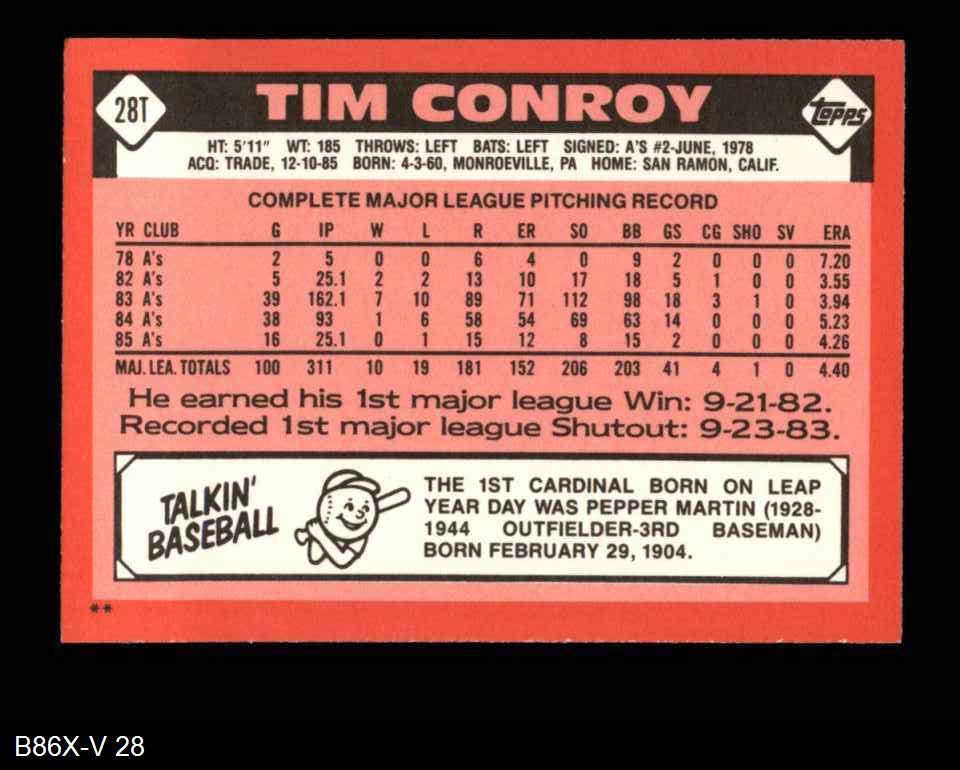 28T
TIM CONROY
topps
HT: 5'11" WT: 185 THROWS: LEFT BATS: LEFT SIGNED: A'S #2-JUNE, 1978
ACQ: TRADE, 12-10-85 BORN: 4-3-60, MONROEVILLE, PA HOME: SAN RAMON, CALIF.
COMPLETE MAJOR LEAGUE PITCHING RECORD
YR CLUB G IP W L R ER SO BB GS CG SHO SV ERA
78 A's 2 5 0 0 6 4 0 9 2 0 0 0 7.20
82 A's 5 25.1 2 2 13 10 17 18 5 1 0 0 3.55
83 A's 39 162.1 7 10 89 71 112 98 18 3 1 0 3.94
84 A's 38 93 1 6 58 54 69 63 14 0 0 0 5.23
85 A's 16 25.1 0 1 15 12 8 15 2 0 0 0 4.26
MAJ. LEA. TOTALS 100 311 10 19 181 152 206 203 41 4 1 0 4.40
He earned his 1st major league Win: 9-21-82.
Recorded 1st major league Shutout: 9-23-83.
TALKIN'
BASEBALL
THE 1ST CARDINAL BORN ON LEAP
YEAR DAY WAS PEPPER MARTIN (1928-
1944 OUTFIELDER-3RD BASEMAN)
BORN FEBRUARY 29, 1904.
**
B86X-V 28